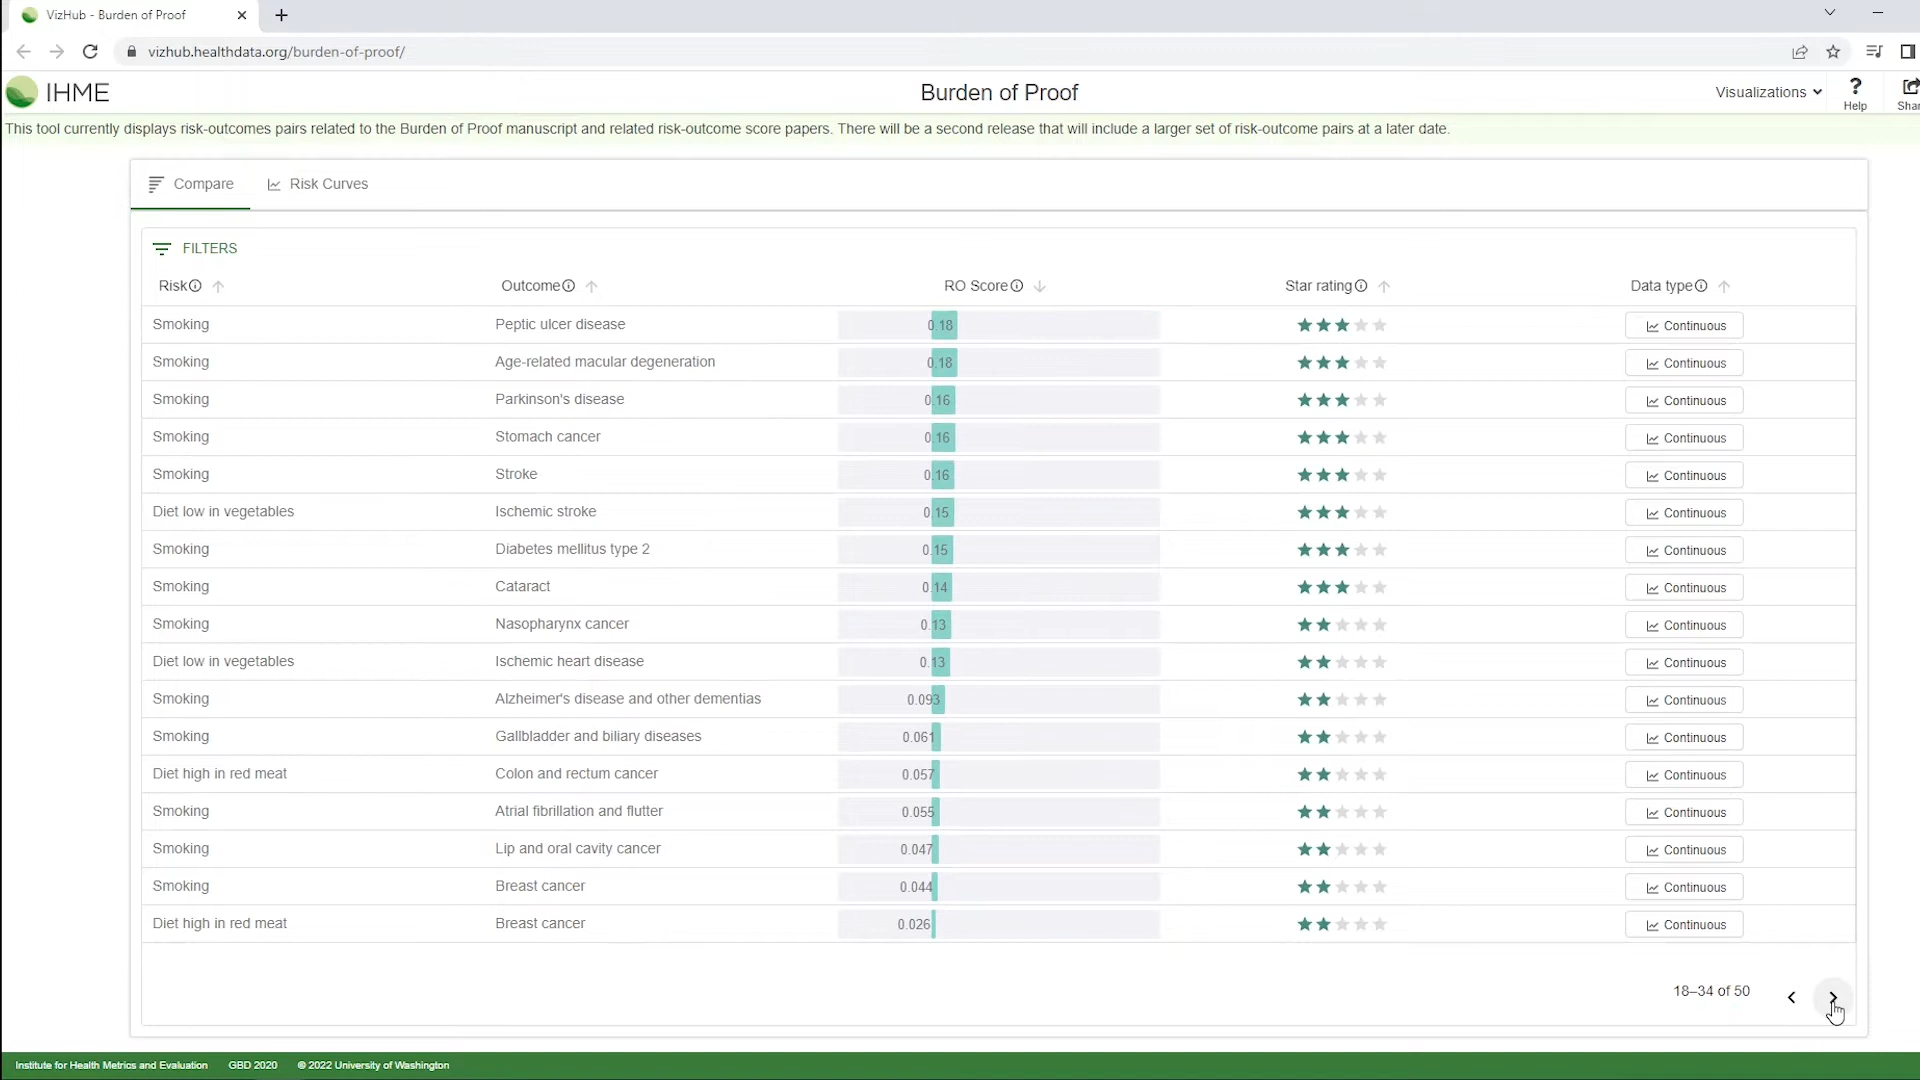 VizHub - Burden of Proof
vizhub.healthdata.org/burden-of-proof/
IHME
Burden of Proof
Visualizations
Help
This tool currently displays risk-outcomes pairs related to the Burden of Proof manuscript and related risk-outcome score papers. There will be a second release that will include a larger set of risk-outcome pairs at a later date.
Compare Risk Curves
FILTERS
Risk Outcome RO Score Star rating Data type
Smoking Peptic ulcer disease 0.18 Continuous
Smoking Age-related macular degeneration 0.18 Continuous
Smoking Parkinson's disease 0.16 Continuous
Smoking Stomach cancer 0.16 Continuous
Smoking Stroke 0.16 Continuous
Diet low in vegetables Ischemic stroke 0.15 Continuous
Smoking Diabetes mellitus type 2 0.15 Continuous
Smoking Cataract 0.14 Continuous
Smoking Nasopharynx cancer 0.13 Continuous
Diet low in vegetables Ischemic heart disease 0.13 Continuous
Smoking Alzheimer's disease and other dementias 0.093 Continuous
Smoking Gallbladder and biliary diseases 0.061 Continuous
Diet high in red meat Colon and rectum cancer 0.057 Continuous
Smoking Atrial fibrillation and flutter 0.055 Continuous
Smoking Lip and oral cavity cancer 0.047 Continuous
Smoking Breast cancer 0.044 Continuous
Diet high in red meat Breast cancer 0.026 Continuous
18–34 of 50
Institute for Health Metrics and Evaluation GBD 2020 © 2022 University of Washington